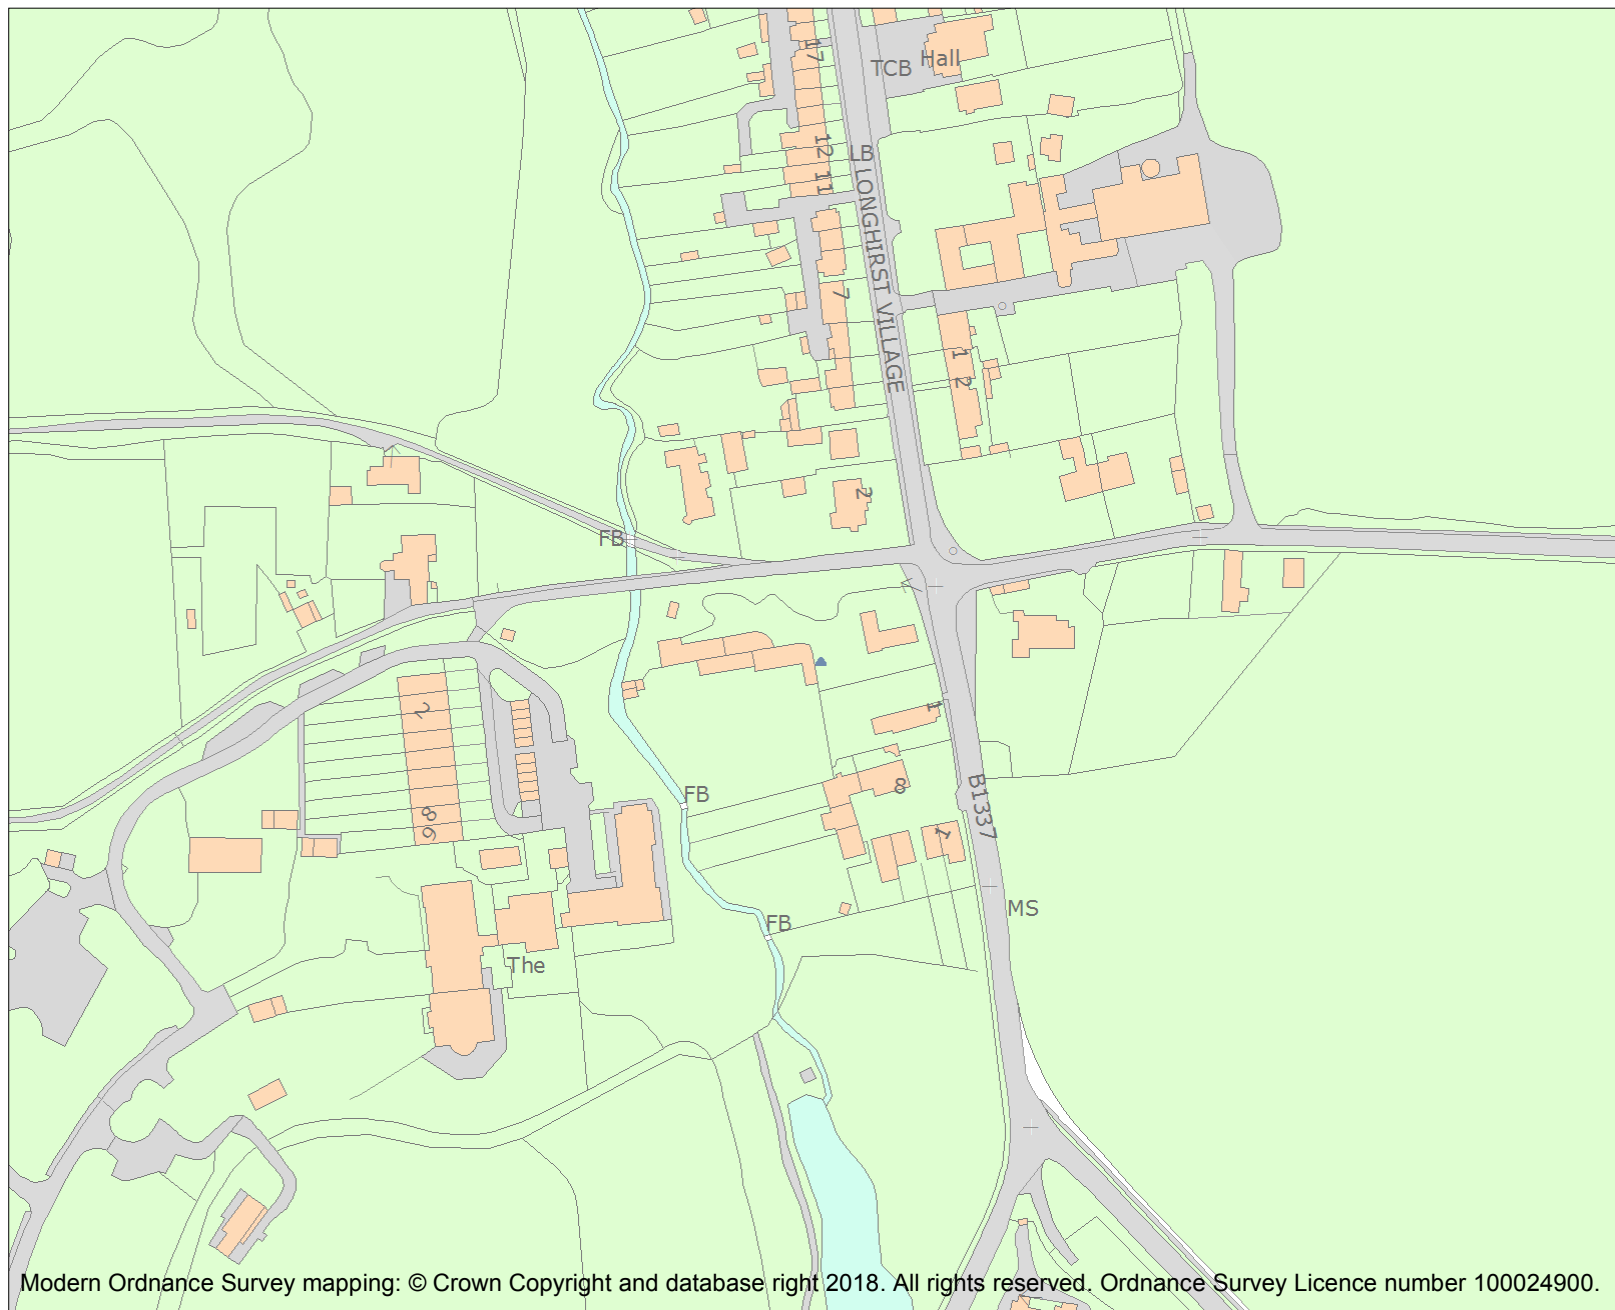 17
TCB
Hall
12
LB
11
LONGHIRST VILLAGE
7
1
2
2
FB
2
1
FB
8
B1337
8
9
1
MS
FB
The
Modern Ordnance Survey mapping: © Crown Copyright and database right 2018. All rights reserved. Ordnance Survey Licence number 100024900.